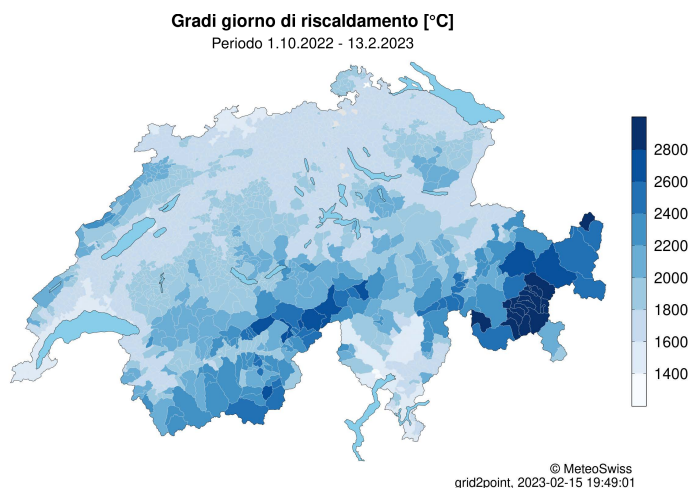 Gradi giorno di riscaldamento [°C]
Periodo 1.10.2022 - 13.2.2023
2800
2600
2400
2200
2000
1800
1600
1400
© MeteoSwiss
grid2point, 2023-02-15 19:49:01